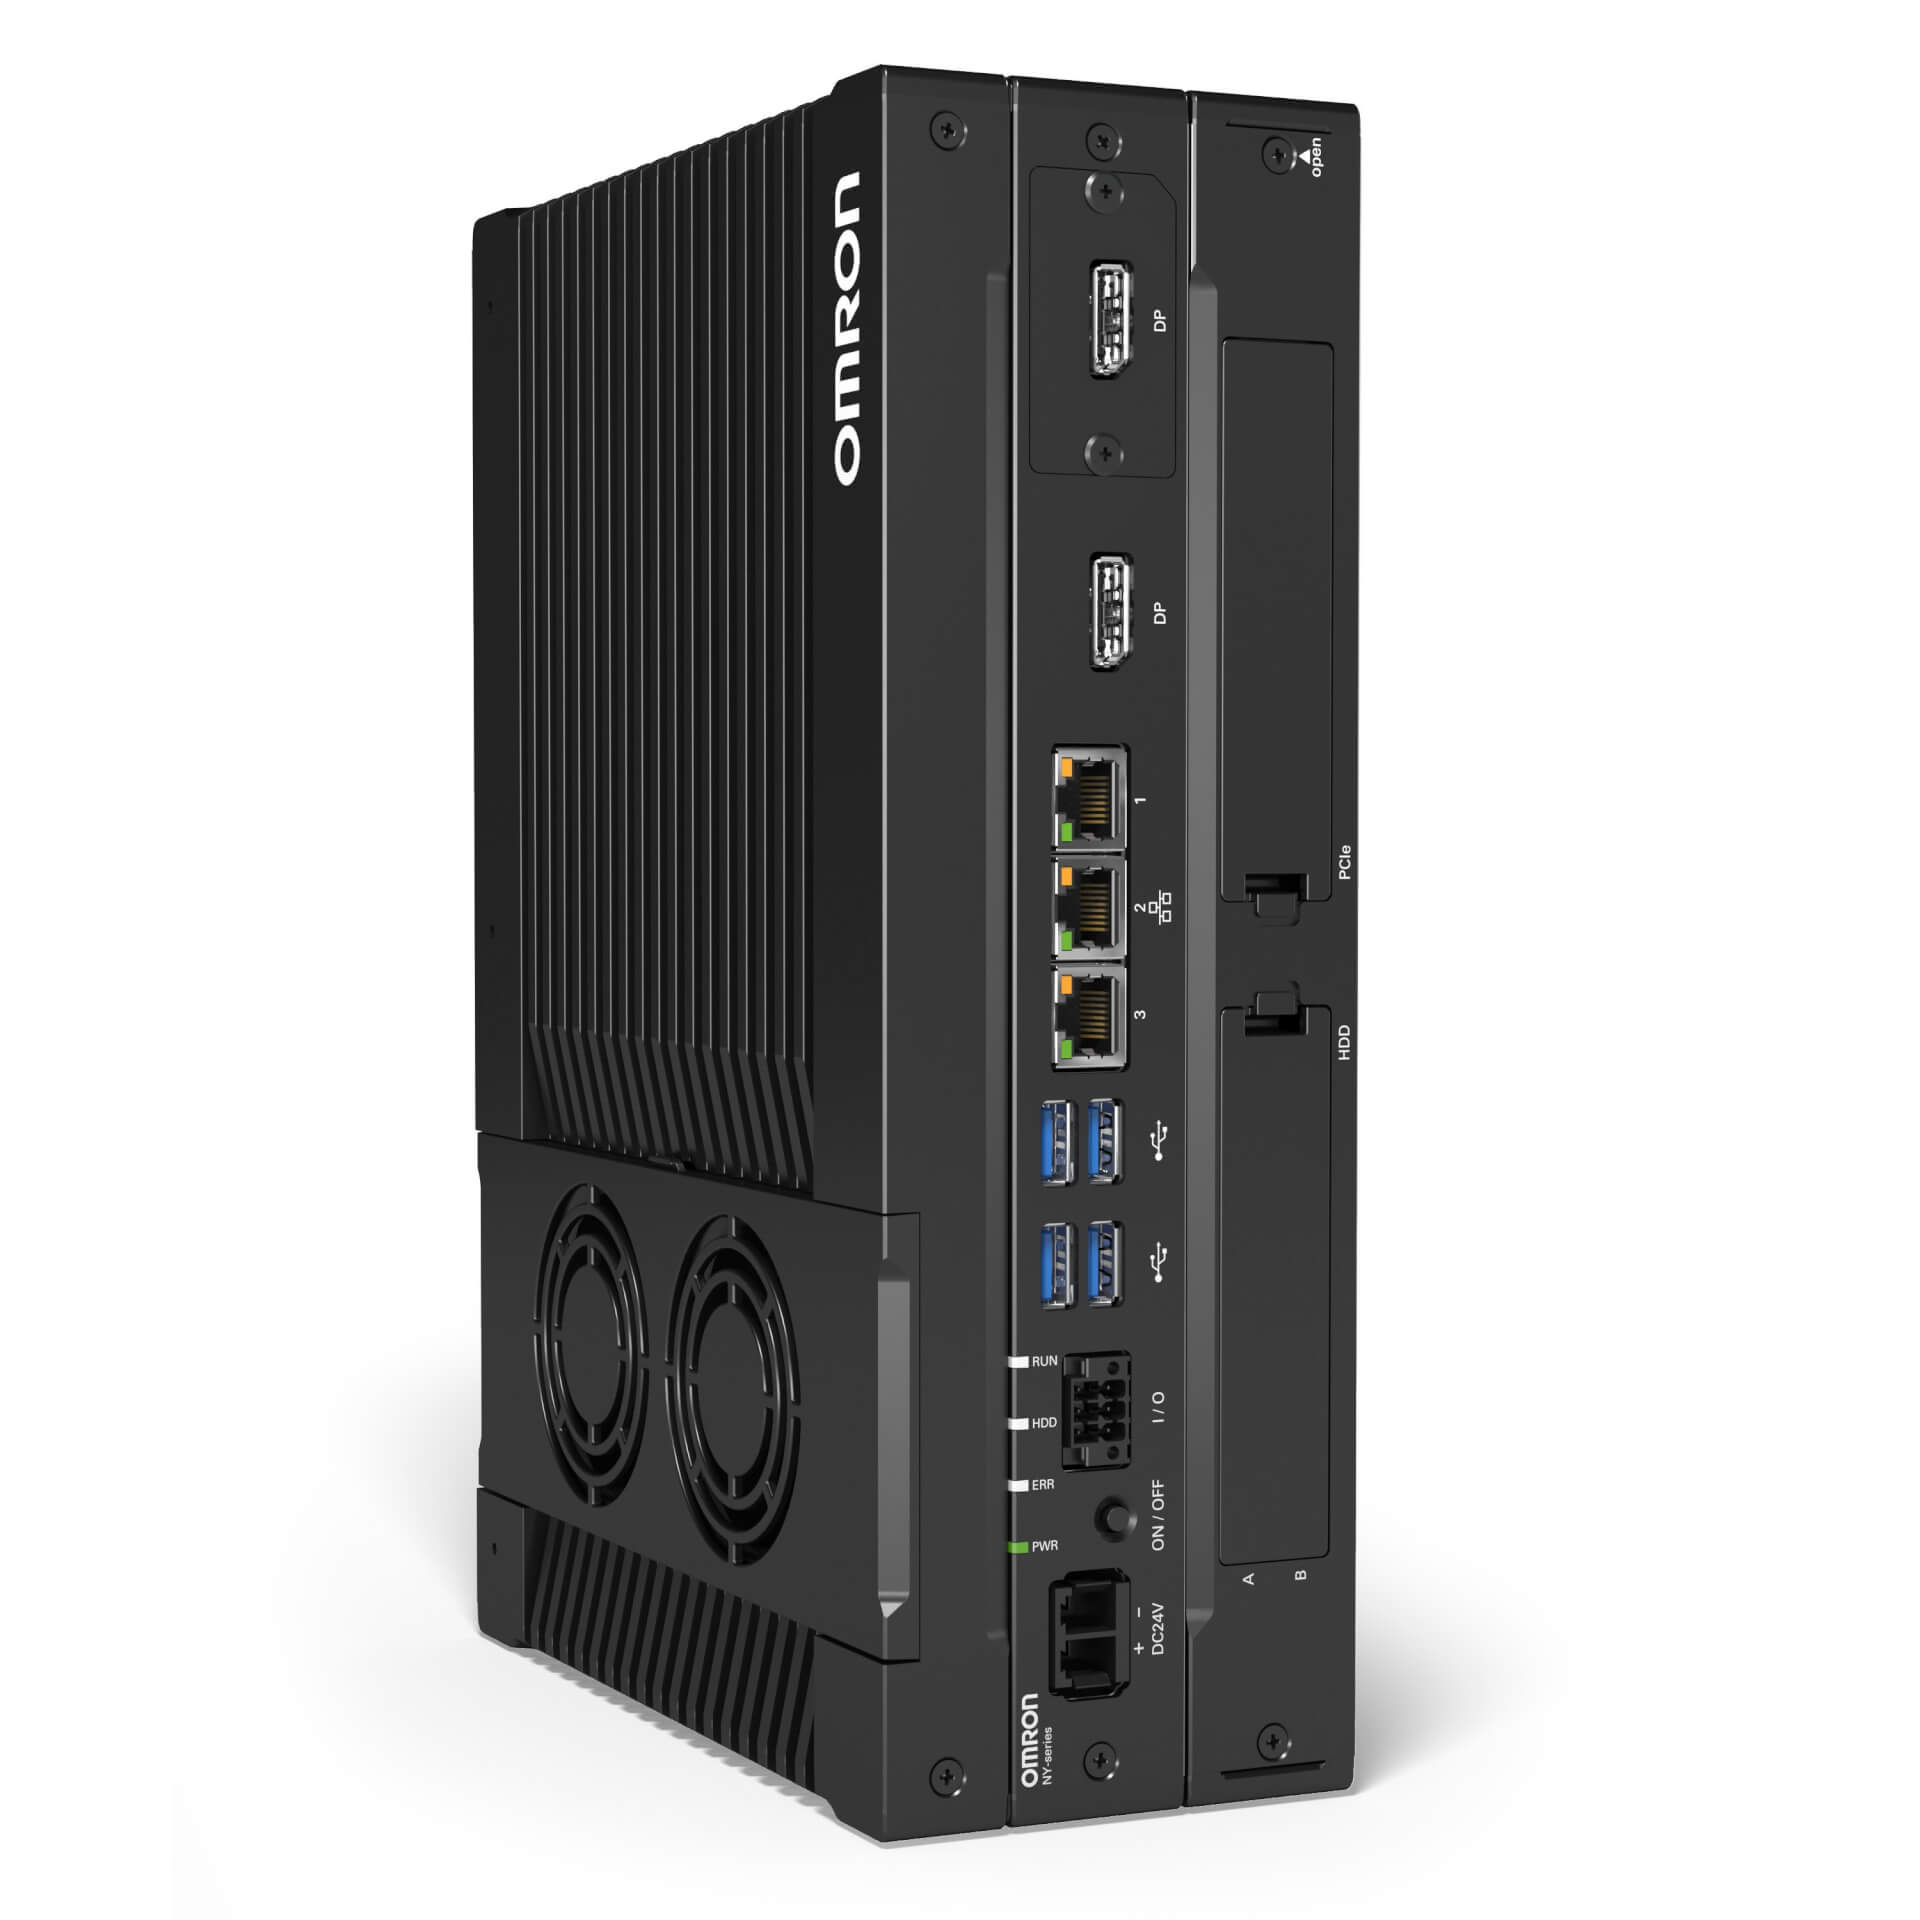 OMRON
open
DP
DP
1
2
3
PCIe
HDD
RUN
HDD
ERR
PWR
I / O
ON / OFF
A
B
− +
DC24V
OMRON
NY-series